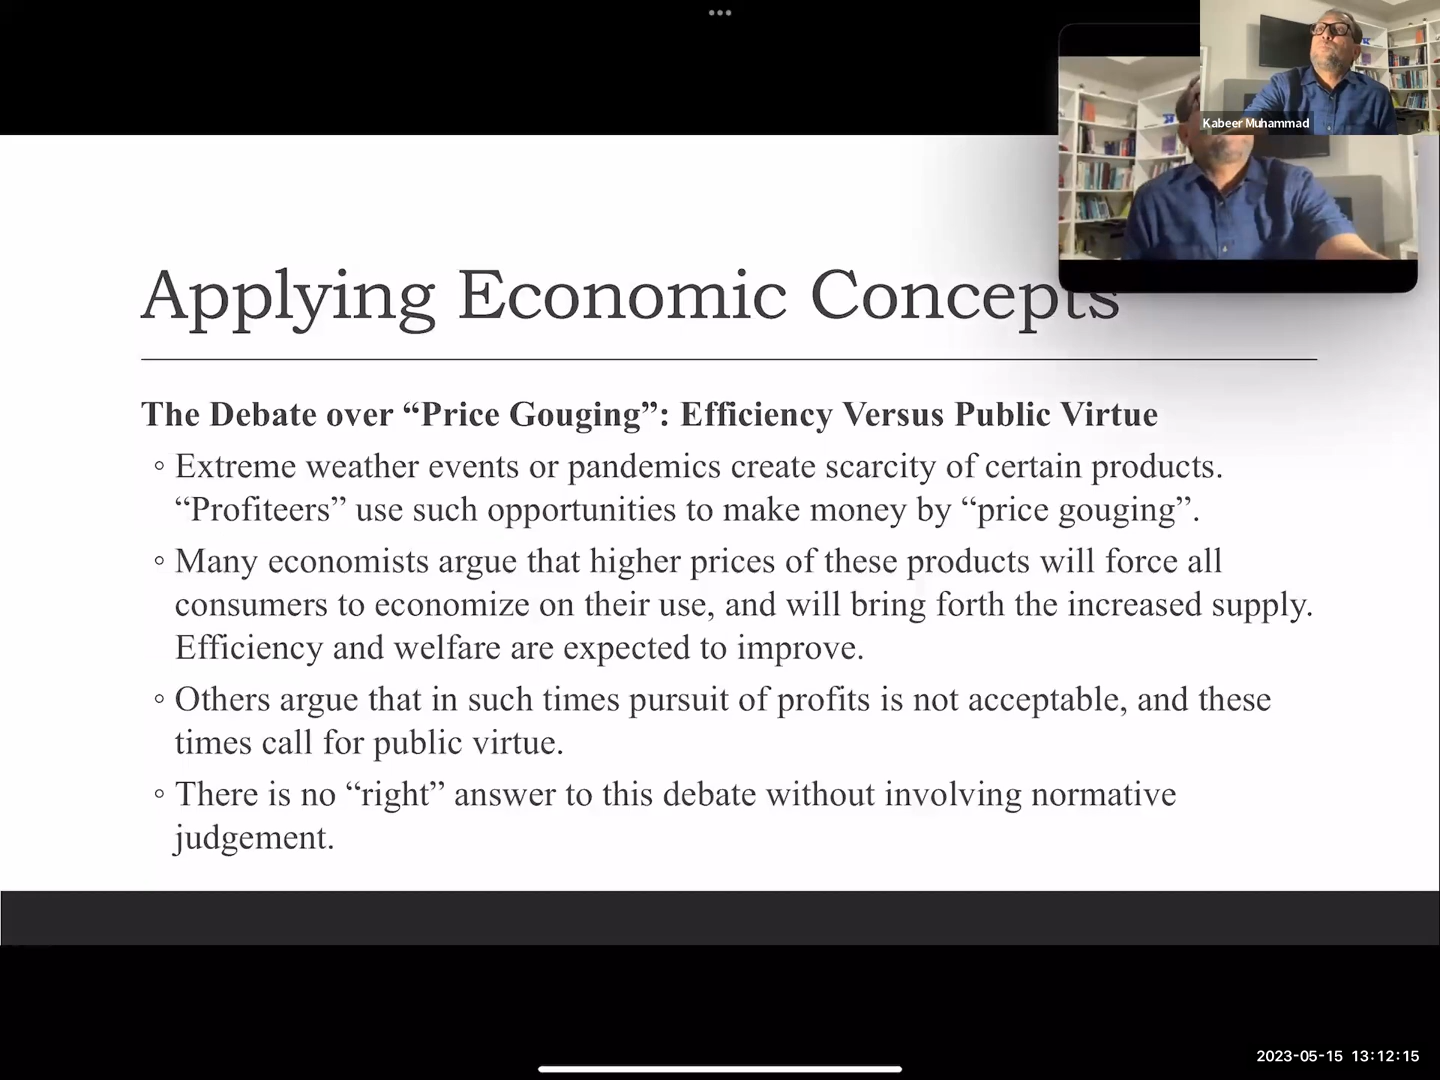 Kabeer Muhammad
Applying Economic Concepts
The Debate over “Price Gouging”: Efficiency Versus Public Virtue
◦ Extreme weather events or pandemics create scarcity of certain products.
“Profiteers” use such opportunities to make money by “price gouging”.
◦ Many economists argue that higher prices of these products will force all
consumers to economize on their use, and will bring forth the increased supply.
Efficiency and welfare are expected to improve.
◦ Others argue that in such times pursuit of profits is not acceptable, and these
times call for public virtue.
◦ There is no “right” answer to this debate without involving normative
judgement.
2023-05-15 13:12:15